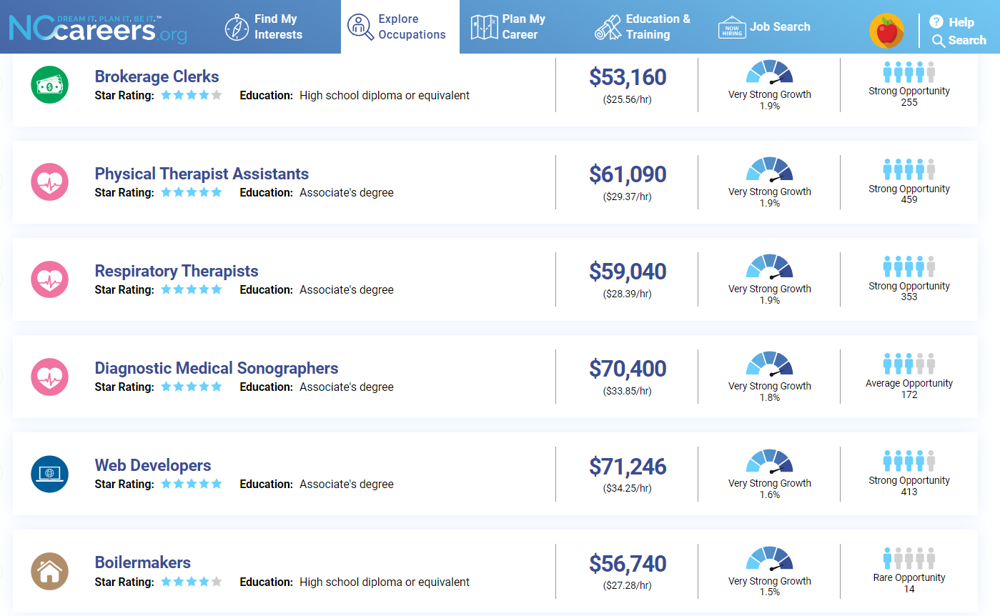 DREAM IT. PLAN IT. BE IT.™
NCcareers.org
Find My
Interests
Explore
Occupations
Plan My
Career
Education &
Training
NOW
HIRING
Job Search
? Help
Search
Brokerage Clerks
Star Rating: Education: High school diploma or equivalent
$53,160
($25.56/hr)
Very Strong Growth
1.9%
Strong Opportunity
255
Physical Therapist Assistants
Star Rating: Education: Associate's degree
$61,090
($29.37/hr)
Very Strong Growth
1.9%
Strong Opportunity
459
Respiratory Therapists
Star Rating: Education: Associate's degree
$59,040
($28.39/hr)
Very Strong Growth
1.9%
Strong Opportunity
353
Diagnostic Medical Sonographers
Star Rating: Education: Associate's degree
$70,400
($33.85/hr)
Very Strong Growth
1.8%
Average Opportunity
172
Web Developers
Star Rating: Education: Associate's degree
$71,246
($34.25/hr)
Very Strong Growth
1.6%
Strong Opportunity
413
Boilermakers
Star Rating: Education: High school diploma or equivalent
$56,740
($27.28/hr)
Very Strong Growth
1.5%
Rare Opportunity
14